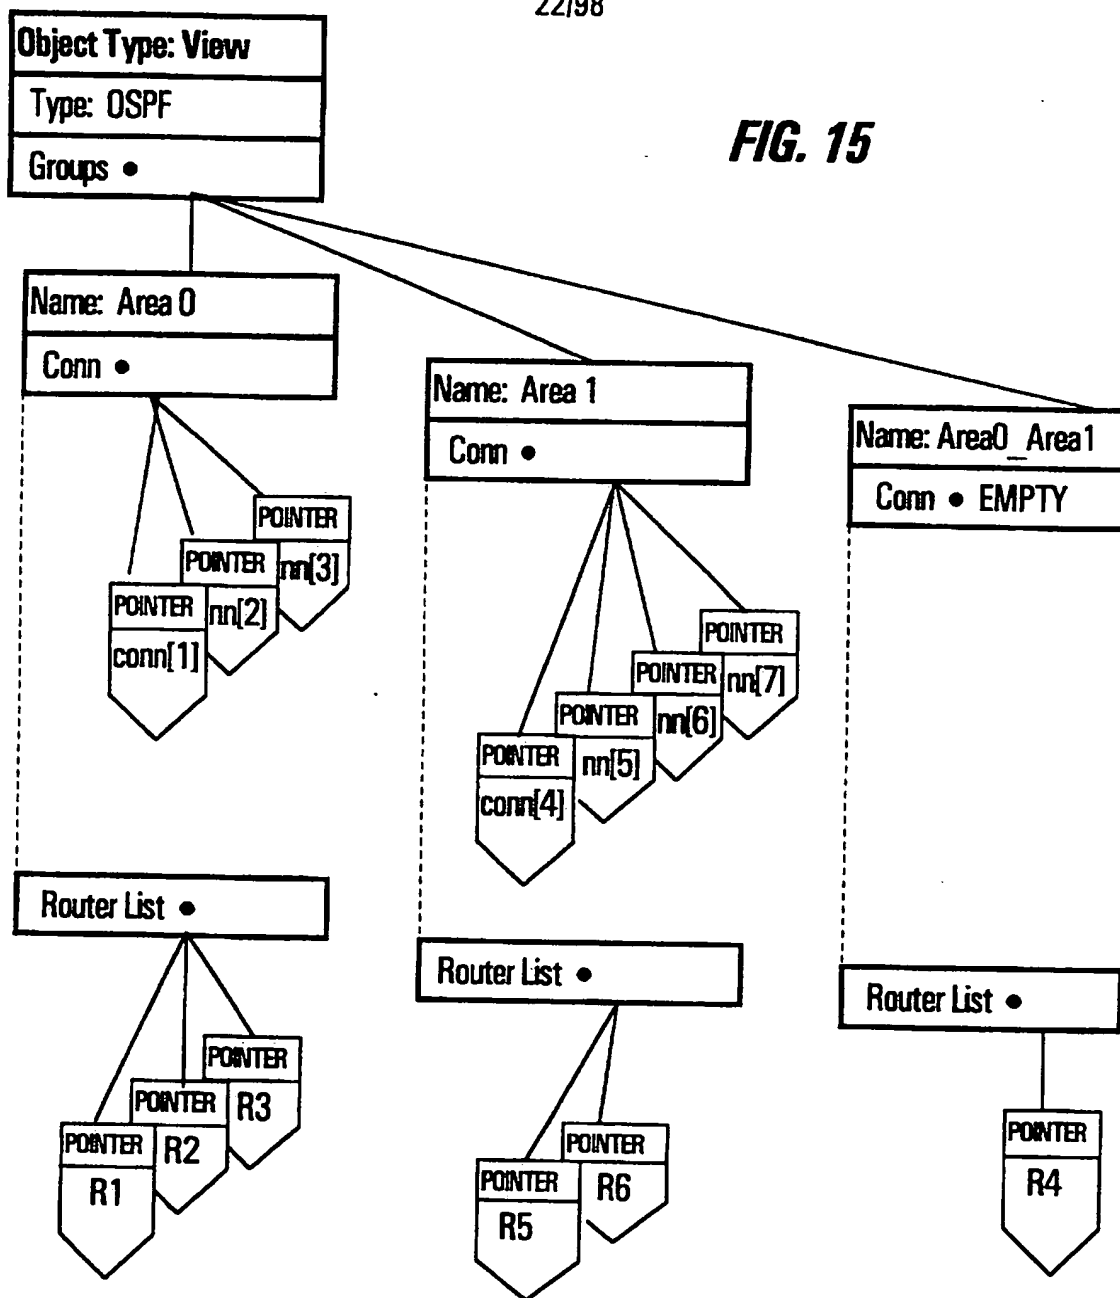 22/98
Object Type: View
Type: OSPF
Groups •
FIG. 15
Name: Area 0
Conn •
Name: Area 1
Conn •
Name: Area0_Area1
Conn • EMPTY
POINTER
nn[3]
POINTER
nn[2]
POINTER
conn[1]
POINTER
nn[7]
POINTER
nn[6]
POINTER
nn[5]
POINTER
conn[4]
Router List •
Router List •
Router List •
POINTER
R3
POINTER
R2
POINTER
R1
POINTER
R6
POINTER
R5
POINTER
R4